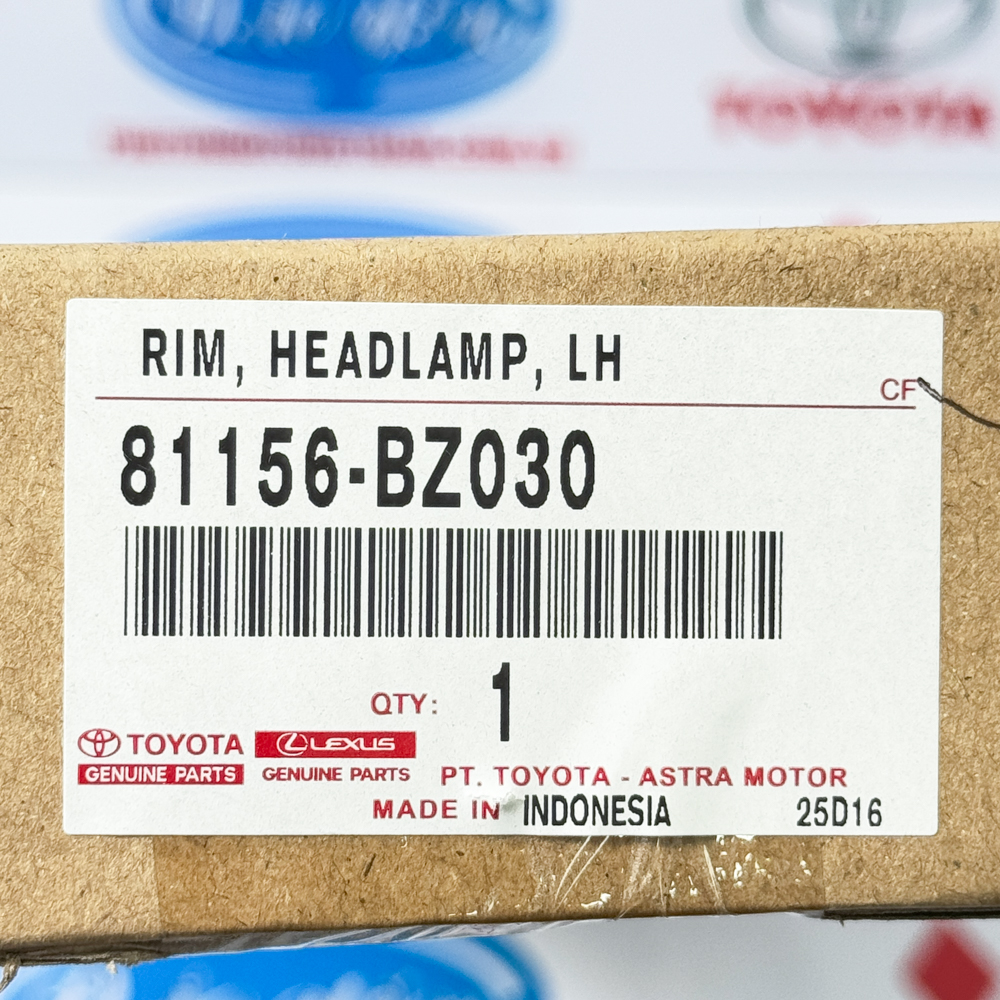 RIM, HEADLAMP, LH
CF
81156-BZ030
QTY: 1
TOYOTA
GENUINE PARTS
LEXUS
GENUINE PARTS
PT. TOYOTA - ASTRA MOTOR
MADE IN INDONESIA
25D16